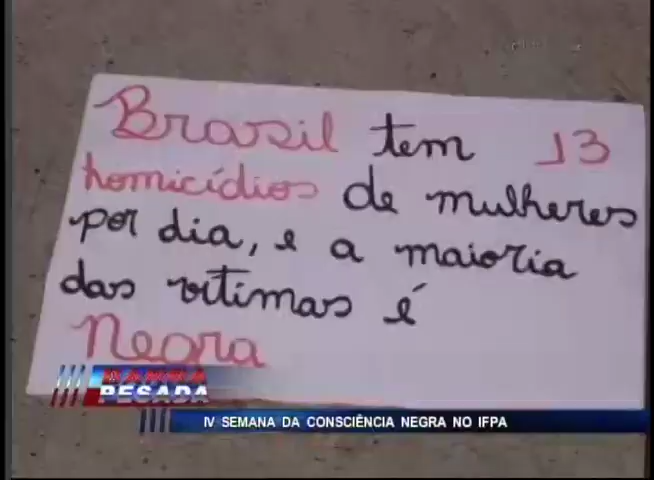 Brasil tem 13
homicídios de mulheres
por dia, e a maioria
das vítimas é
Negra
BARRA
PESADA
IV SEMANA DA CONSCIÊNCIA NEGRA NO IFPA